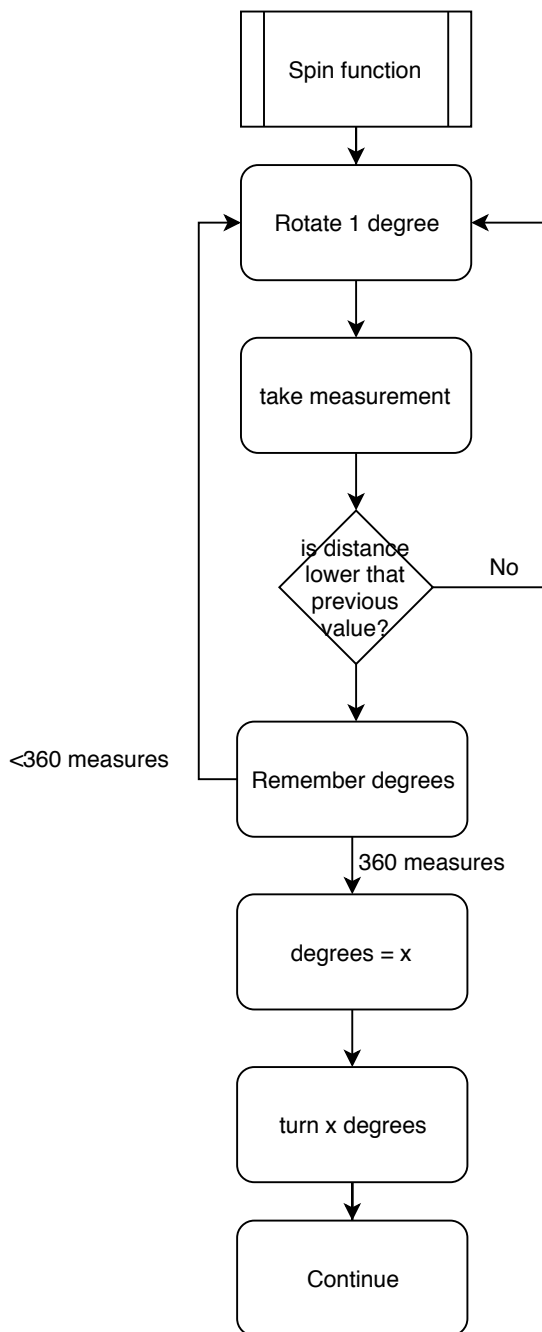 Spin function
Rotate 1 degree
take measurement
is distance
lower that
previous
value?
No
<360 measures
Remember degrees
360 measures
degrees = x
turn x degrees
Continue